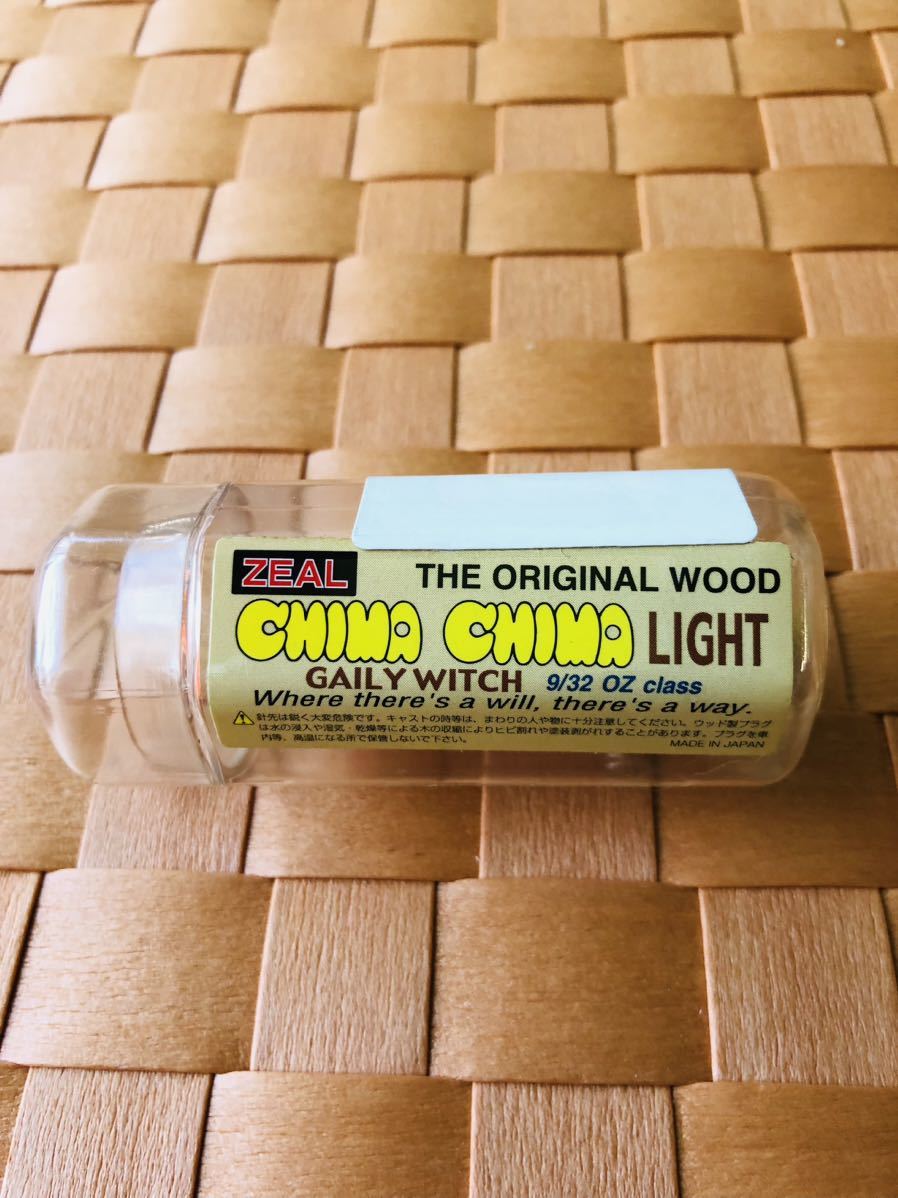 ZEAL THE ORIGINAL WOOD
CHIMA CHIMA LIGHT
GAILY WITCH 9/32 OZ class
Where there's a will, there's a way.
針先は鋭く大変危険です。キャストの時等は、まわりの人や物に十分注意してください。ウッド製プラグ
は水の浸入や湿気・乾燥等による木の収縮によりヒビ割れや塗装剥がれすることがあります。プラグを車
内等、高温になる所で保管しないで下さい。 MADE IN JAPAN